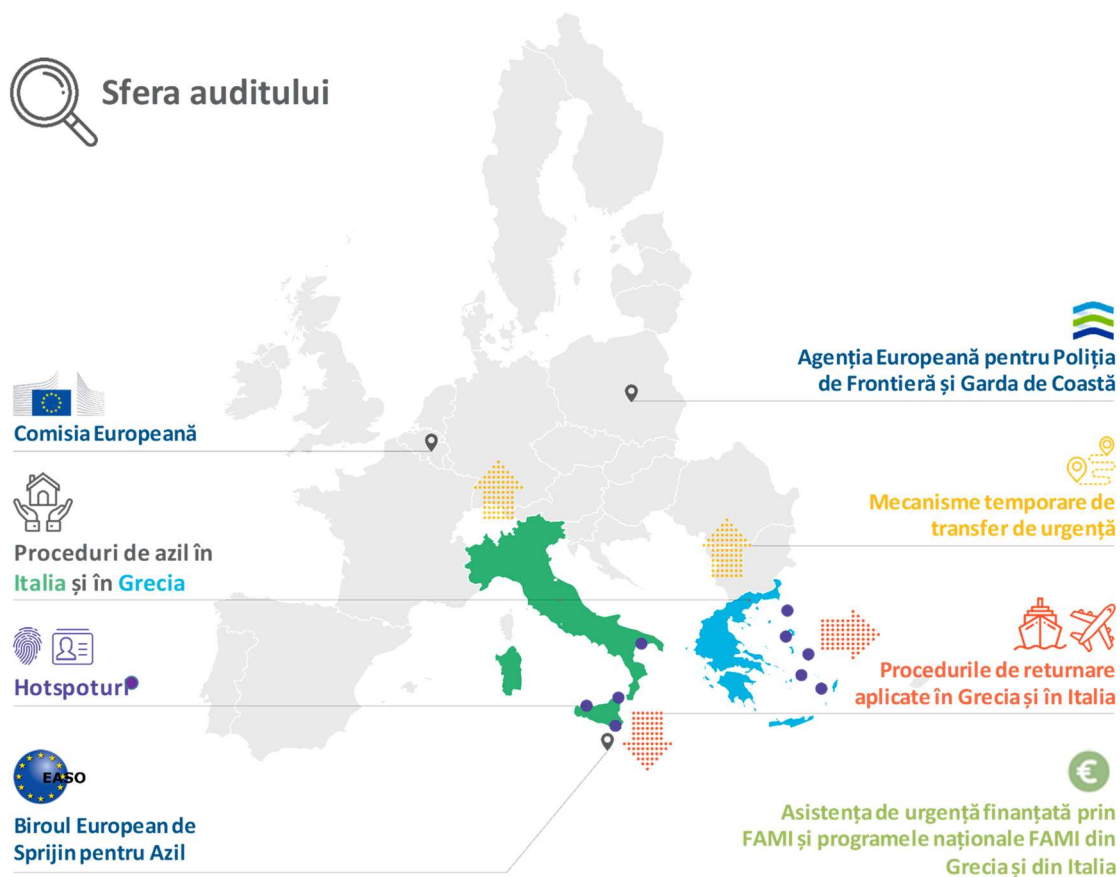 Sfera auditului
Comisia Europeană
Proceduri de azil în
Italia și în Grecia
Hotspoturi
EASO
Biroul European de
Sprijin pentru Azil
Agenția Europeană pentru Poliția
de Frontieră și Garda de Coastă
Mecanisme temporare de
transfer de urgență
Procedurile de returnare
aplicate în Grecia și în Italia
€
Asistența de urgență finanțată prin
FAMI și programele naționale FAMI din
Grecia și din Italia